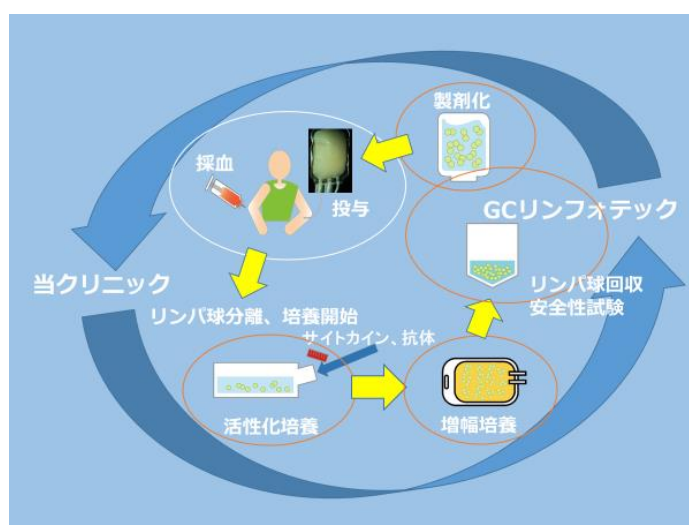 製剤化
採血
投与
GCリンフォテック
当クリニック
リンパ球回収
安全性試験
リンパ球分離、培養開始
サイトカイン、抗体
活性化培養
増幅培養